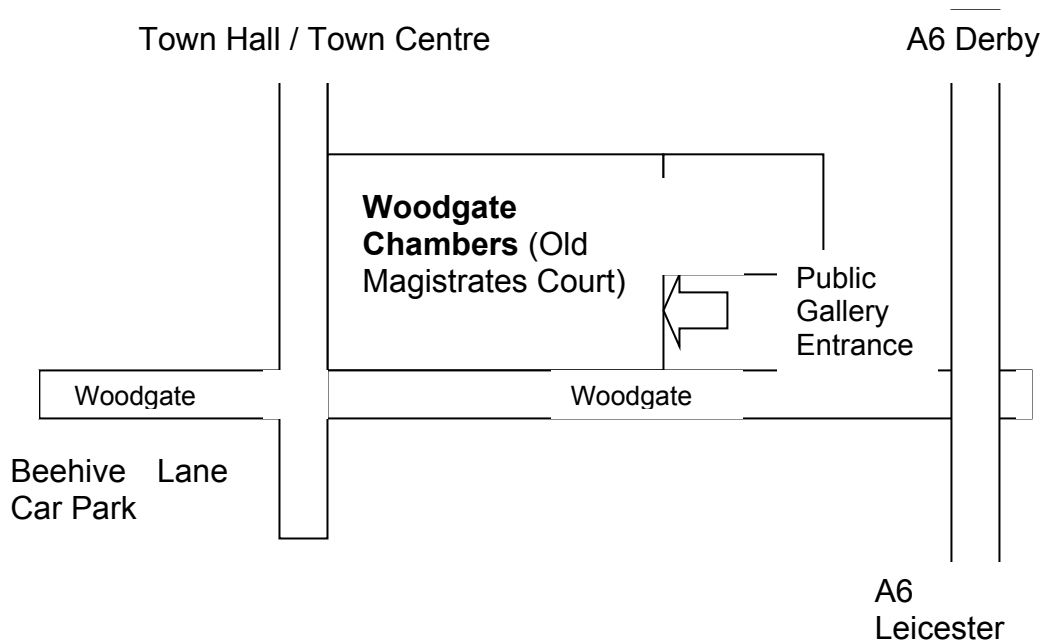 Town Hall / Town Centre
A6 Derby
Woodgate
Chambers (Old
Magistrates Court)
Public
Gallery
Entrance
Woodgate
Woodgate
Beehive Lane
Car Park
A6
Leicester